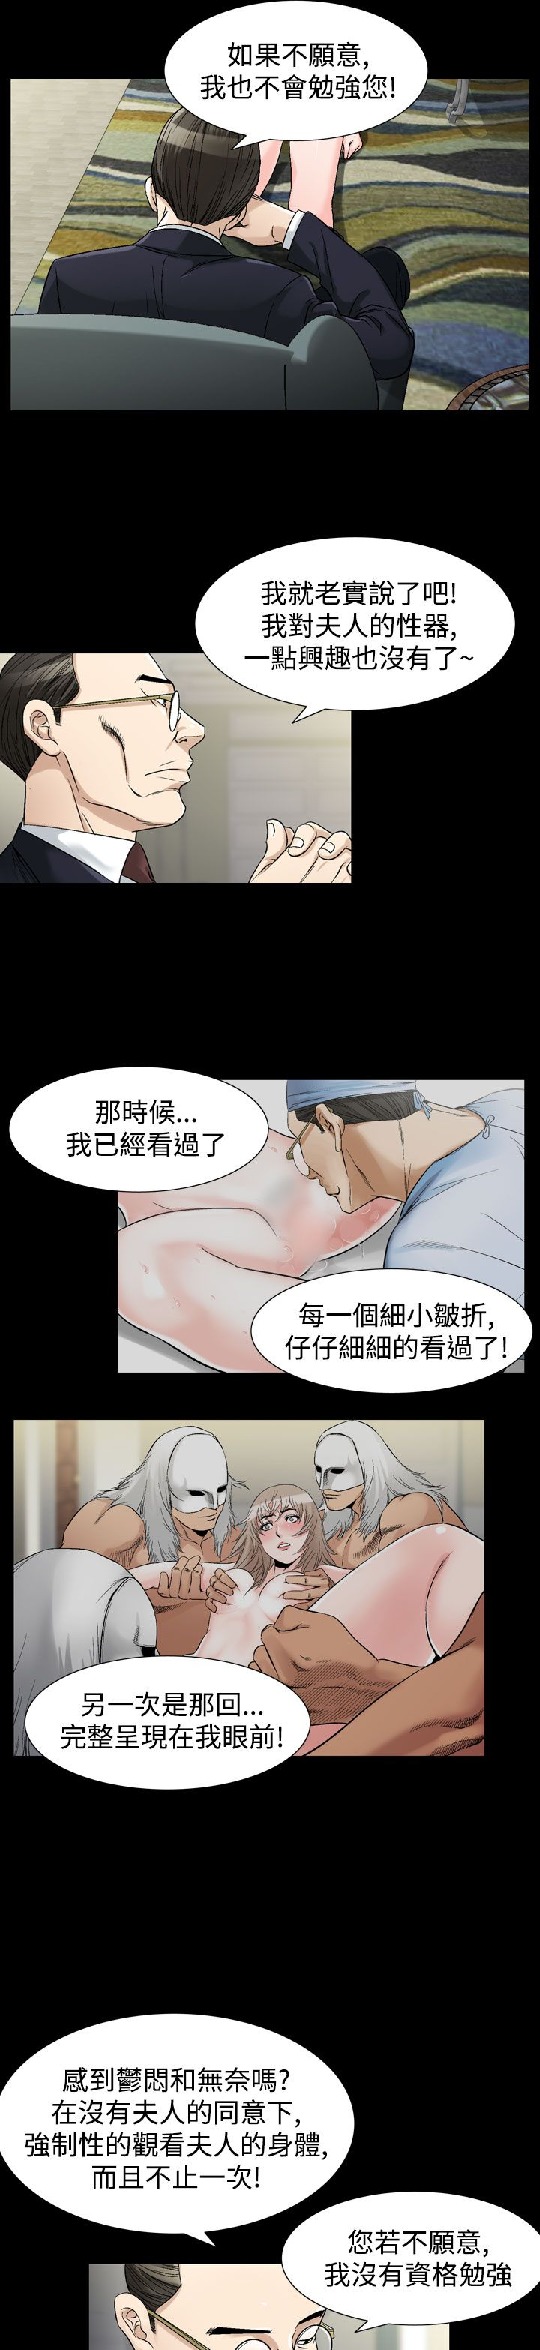 如果不願意,
我也不會勉強您!
我就老實說了吧!
我對夫人的性器,
一點興趣也沒有了~
那時候...
我已經看過了
每一個細小皺折,
仔仔細細的看過了!
另一次是那回...
完整呈現在我眼前!
感到鬱悶和無奈嗎?
在沒有夫人的同意下,
強制性的觀看夫人的身體,
而且不止一次!
您若不願意,
我沒有資格勉強